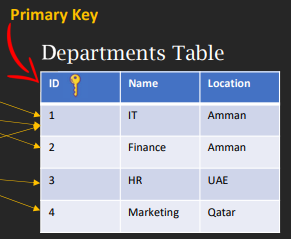 Primary Key
Departments Table
ID Name Location
1 IT Amman
2 Finance Amman
3 HR UAE
4 Marketing Qatar